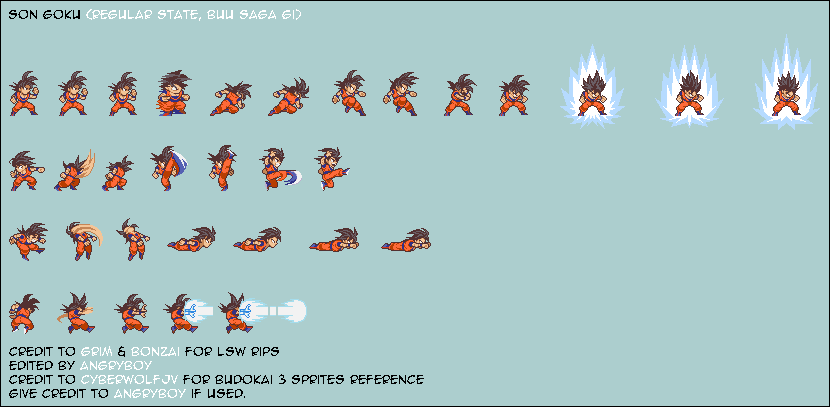 SON GOKU (REGULAR STATE, BUU SAGA GI)
CREDIT TO GRIM & BONZAI FOR LSW RIPS
EDITED BY ANGRYBOY
CREDIT TO CYBERWOLFJV FOR BUDOKAI 3 SPRITES REFERENCE
GIVE CREDIT TO ANGRYBOY IF USED.